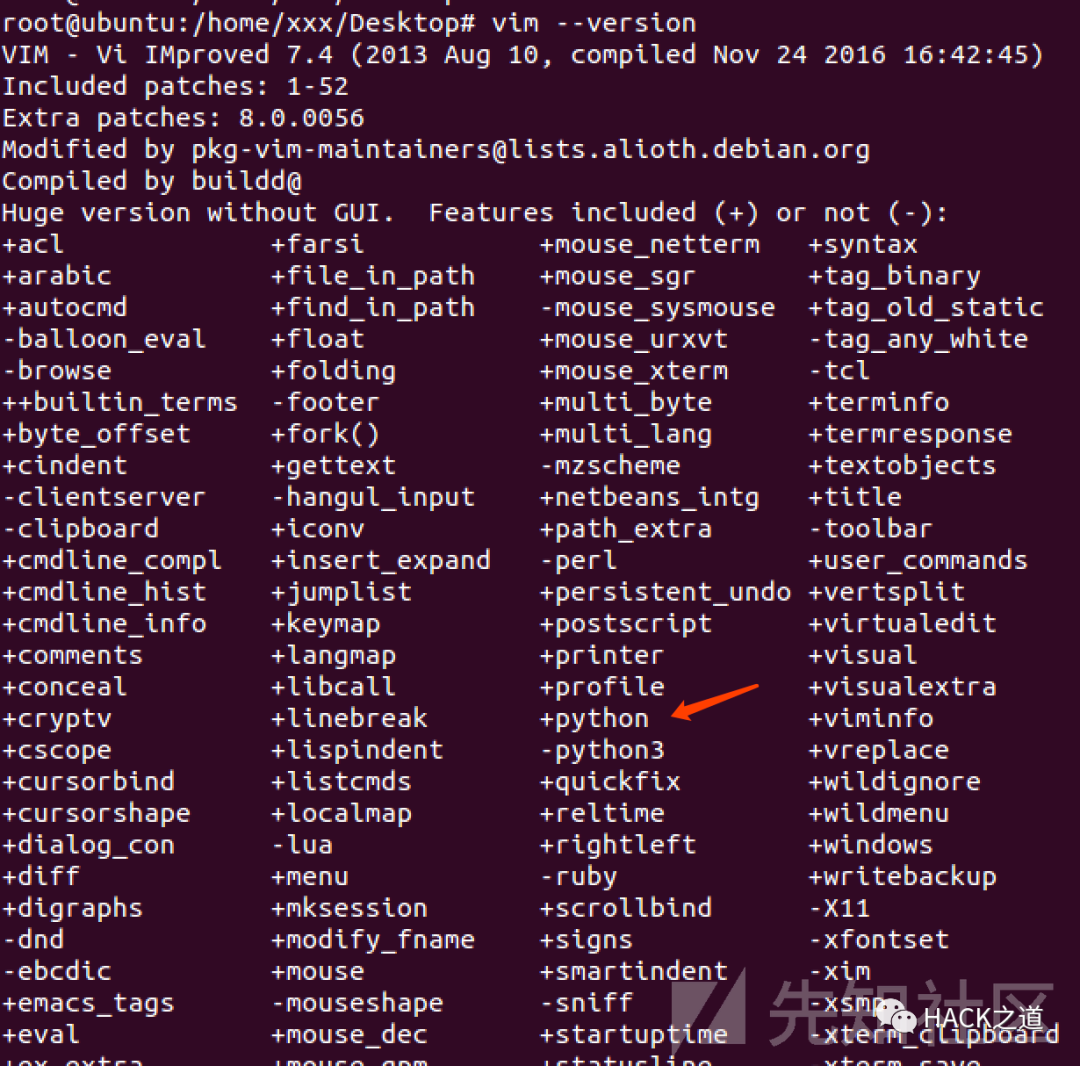 root@ubuntu:/home/xxx/Desktop# vim --version
VIM - Vi IMproved 7.4 (2013 Aug 10, compiled Nov 24 2016 16:42:45)
Included patches: 1-52
Extra patches: 8.0.0056
Modified by pkg-vim-maintainers@lists.alioth.debian.org
Compiled by buildd@
Huge version without GUI.  Features included (+) or not (-):
+acl +farsi +mouse_netterm +syntax
+arabic +file_in_path +mouse_sgr +tag_binary
+autocmd +find_in_path -mouse_sysmouse +tag_old_static
-balloon_eval +float +mouse_urxvt -tag_any_white
-browse +folding +mouse_xterm -tcl
++builtin_terms -footer +multi_byte +terminfo
+byte_offset +fork() +multi_lang +termresponse
+cindent +gettext -mzscheme +textobjects
-clientserver -hangul_input +netbeans_intg +title
-clipboard +iconv +path_extra -toolbar
+cmdline_compl +insert_expand -perl +user_commands
+cmdline_hist +jumplist +persistent_undo +vertsplit
+cmdline_info +keymap +postscript +virtualedit
+comments +langmap +printer +visual
+conceal +libcall +profile +visualextra
+cryptv +linebreak +python +viminfo
+cscope +lispindent -python3 +vreplace
+cursorbind +listcmds +quickfix +wildignore
+cursorshape +localmap +reltime +wildmenu
+dialog_con -lua +rightleft +windows
+diff +menu -ruby +writebackup
+digraphs +mksession +scrollbind -X11
-dnd +modify_fname +signs -xfontset
-ebcdic +mouse +smartindent -xim
+emacs_tags -mouseshape -sniff -xsmp
+eval +mouse_dec +startuptime -xterm_clipboard
+ex_extra +mouse_gpm +statusline -xterm_save
先知社区
HACK之道